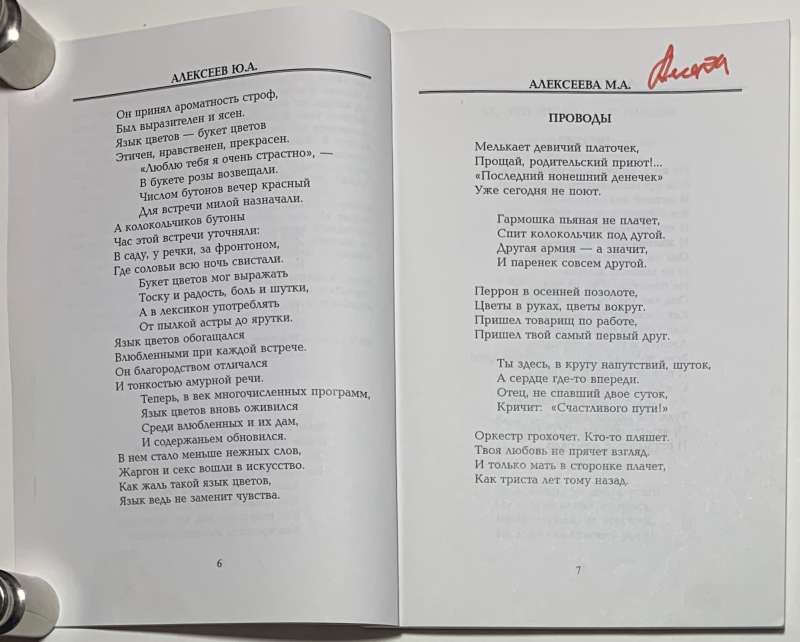 АЛЕКСЕЕВ Ю.А.
Он принял ароматность строф,
Был выразителен и ясен.
Язык цветов — букет цветов
Этичен, нравственен, прекрасен.
«Люблю тебя я очень страстно», —
В букете розы возвещали.
Числом бутонов вечер красный
Для встречи милой назначали.
А колокольчиков бутоны
Час этой встречи уточняли:
В саду, у речки, за фронтоном,
Где соловьи всю ночь свистали.
Букет цветов мог выражать
Тоску и радость, боль и шутки,
А в лексикон употреблять
От пылкой астры до ярутки.
Язык цветов обогащался
Влюбленными при каждой встрече.
Он благородством отличался
И тонкостью амурной речи.
Теперь, в век многочисленных программ,
Язык цветов вновь оживился
Среди влюбленных и их дам,
И содержаньем обновился.
В нем стало меньше нежных слов,
Жаргон и секс вошли в искусство.
Как жаль такой язык цветов,
Язык ведь не заменит чувства.
6
АЛЕКСЕЕВА М.А.
ПРОВОДЫ
Мелькает девичий платочек,
Прощай, родительский приют!...
«Последний нонешний денечек»
Уже сегодня не поют.
Гармошка пьяная не плачет,
Спит колокольчик под дугой.
Другая армия — а значит,
И паренек совсем другой.
Перрон в осенней позолоте,
Цветы в руках, цветы вокруг.
Пришел товарищ по работе,
Пришел твой самый первый друг.
Ты здесь, в кругу напутствий, шуток,
А сердце где-то впереди.
Отец, не спавший двое суток,
Кричит: «Счастливого пути!»
Оркестр грохочет. Кто-то пляшет.
Твоя любовь не прячет взгляд.
И только мать в сторонке плачет,
Как триста лет тому назад.
7